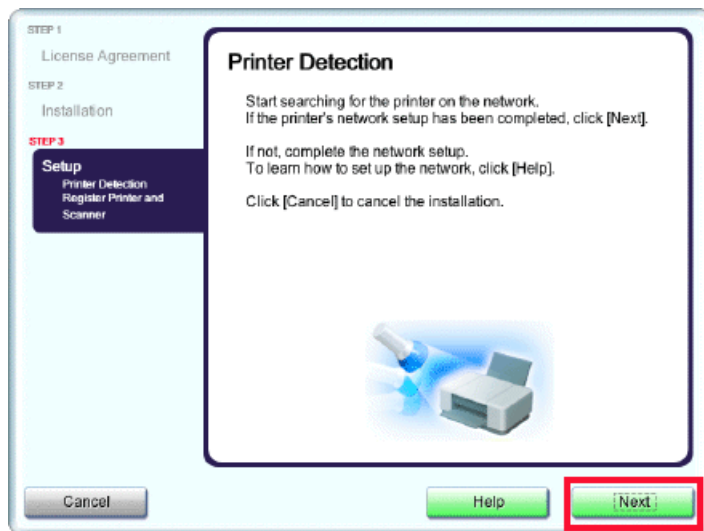 STEP 1
License Agreement
STEP 2
Installation
STEP 3
Setup
Printer Detection
Register Printer and
Scanner
Printer Detection
Start searching for the printer on the network.
If the printer's network setup has been completed, click [Next].
If not, complete the network setup.
To learn how to set up the network, click [Help].
Click [Cancel] to cancel the installation.
Cancel
Help
Next